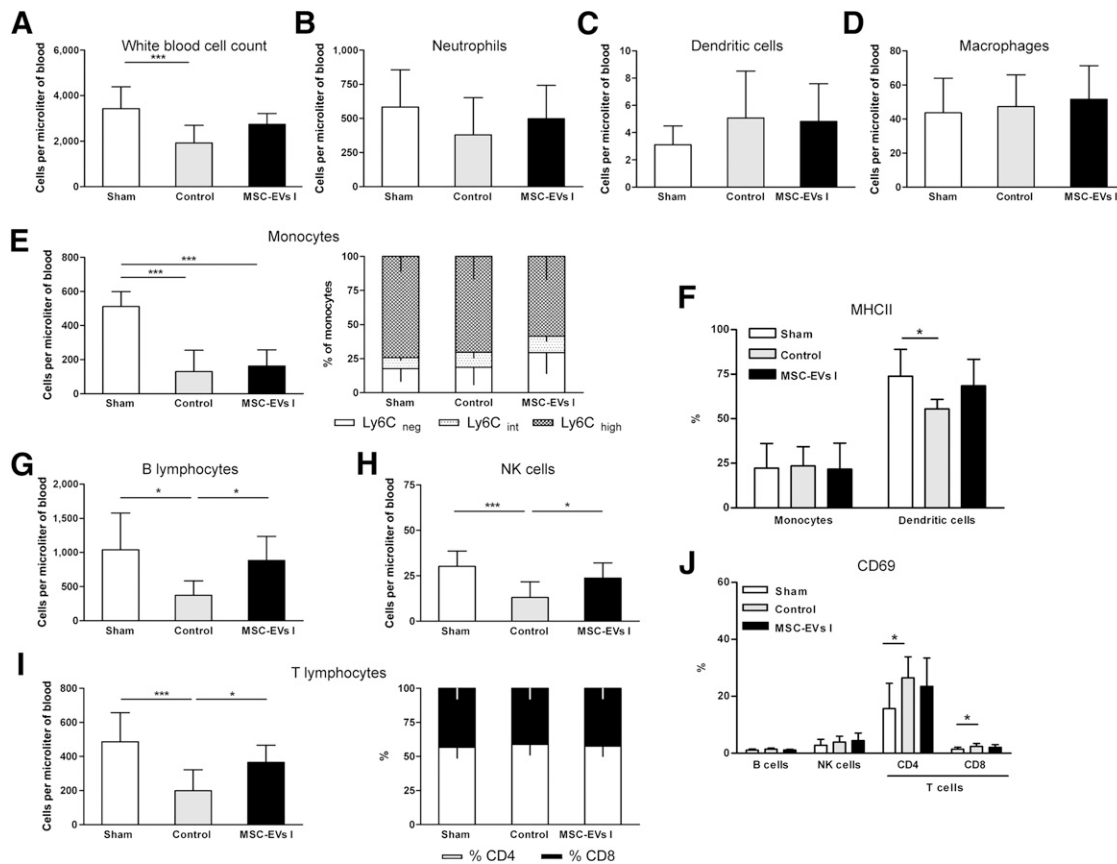 A
White blood cell count
Cells per microliter of blood
6,000
4,000
2,000
0
***
Sham
Control
MSC-EVs I
B
Neutrophils
Cells per microliter of blood
1,000
750
500
250
0
Sham
Control
MSC-EVs I
C
Dendritic cells
Cells per microliter of blood
10
8
6
4
2
0
Sham
Control
MSC-EVs I
D
Macrophages
Cells per microliter of blood
80
60
40
20
0
Sham
Control
MSC-EVs I
E
Monocytes
Cells per microliter of blood
800
600
400
200
0
***
***
Sham
Control
MSC-EVs I
% of monocytes
100
75
50
25
0
Sham
Control
MSC-EVs I
Ly6C neg
Ly6C int
Ly6C high
F
MHCII
%
100
75
50
25
0
Sham
Control
MSC-EVs I
*
Monocytes
Dendritic cells
G
B lymphocytes
Cells per microliter of blood
2,000
1,500
1,000
500
0
*
*
Sham
Control
MSC-EVs I
H
NK cells
Cells per microliter of blood
75
50
25
0
***
*
Sham
Control
MSC-EVs I
I
T lymphocytes
Cells per microliter of blood
800
600
400
200
0
***
*
Sham
Control
MSC-EVs I
%
100
75
50
25
0
Sham
Control
MSC-EVs I
% CD4
% CD8
J
CD69
%
60
40
20
0
Sham
Control
MSC-EVs I
*
*
B cells
NK cells
CD4
CD8
T cells